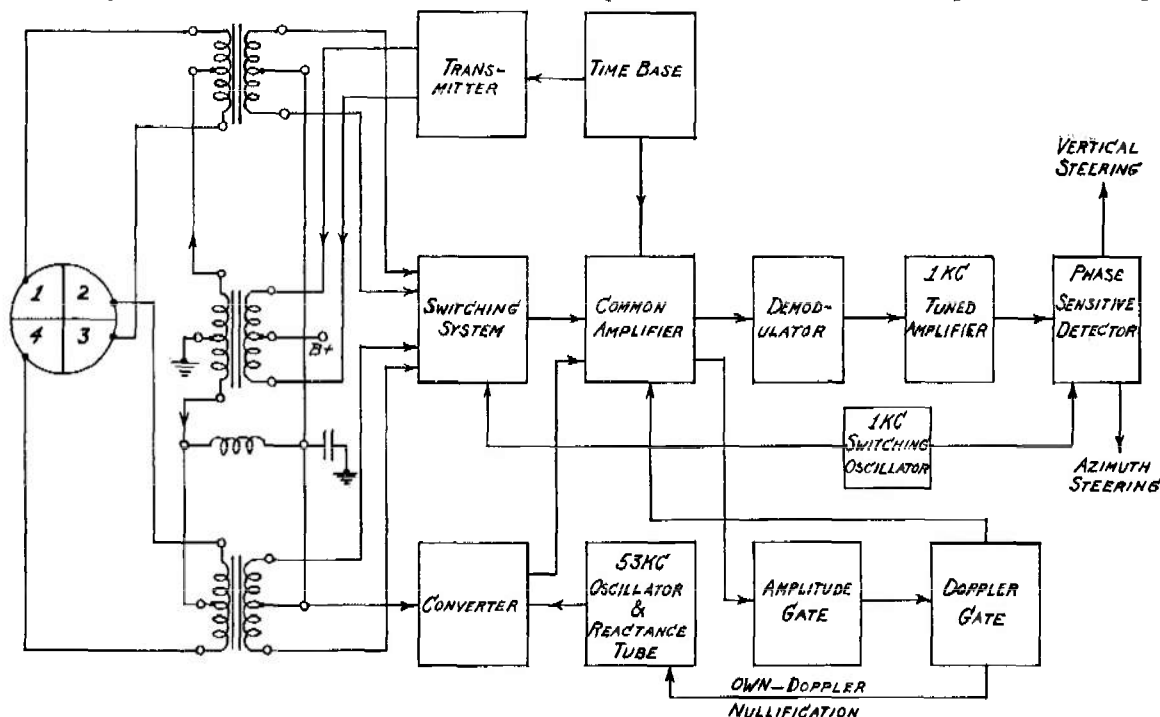 TRANS-
MITTER
TIME BASE
VERTICAL
STEERING
1 2
4 3
B+
SWITCHING
SYSTEM
COMMON
AMPLIFIER
DEMOD-
ULATOR
1KC
TUNED
AMPLIFIER
PHASE
SENSITIVE
DETECTOR
1KC
SWITCHING
OSCILLATOR
AZIMUTH
STEERING
CONVERTER
53KC
OSCILLATOR
&
REACTANCE
TUBE
AMPLITUDE
GATE
DOPPLER
GATE
OWN-DOPPLER
NULLIFICATION